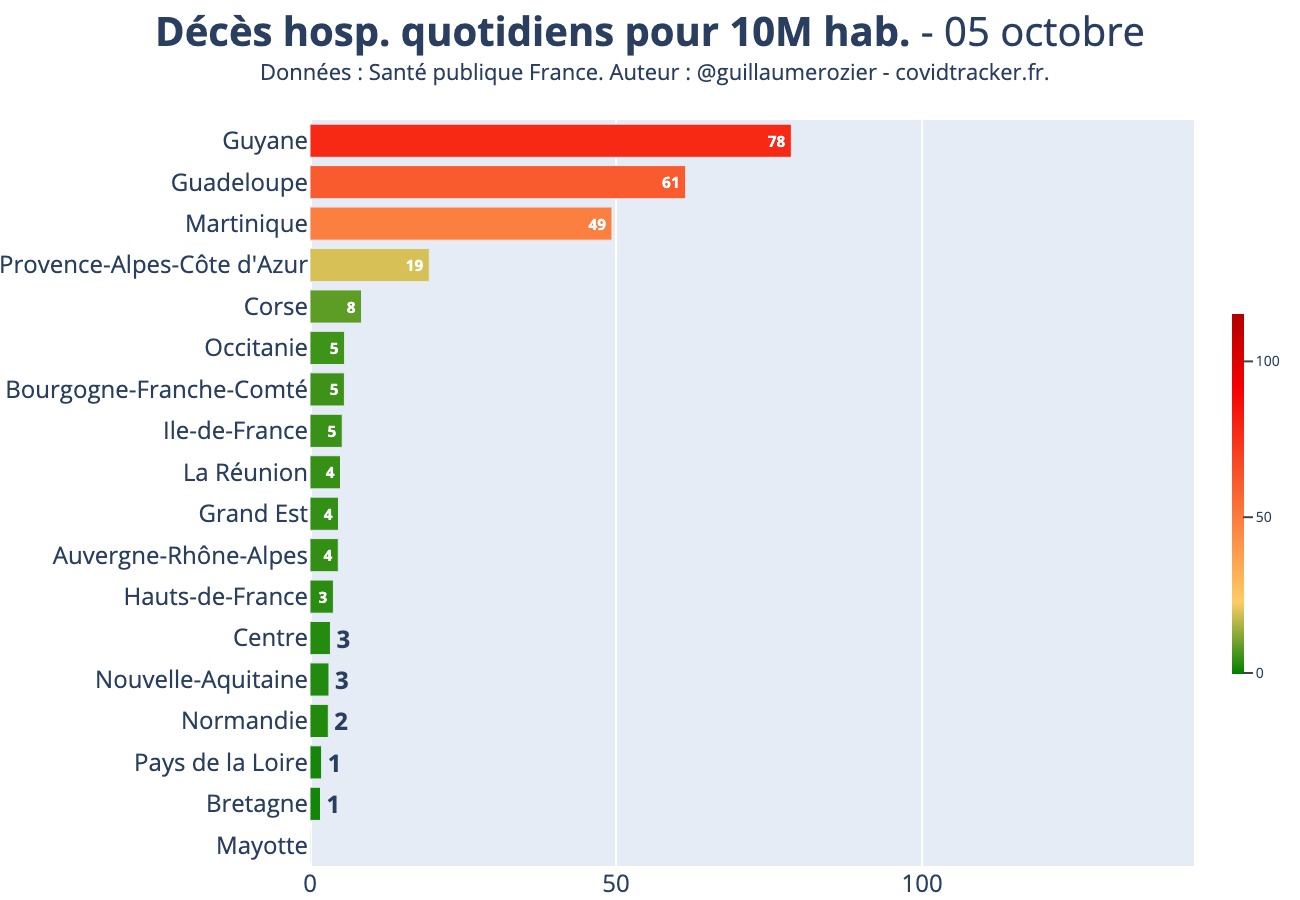 Décès hosp. quotidiens pour 10M hab. - 05 octobre
Données : Santé publique France. Auteur : @guillaumerozier - covidtracker.fr.
Guyane 78
Guadeloupe 61
Martinique 49
Provence-Alpes-Côte d'Azur 19
Corse 8
Occitanie 5
Bourgogne-Franche-Comté 5
Ile-de-France 5
La Réunion 4
Grand Est 4
Auvergne-Rhône-Alpes 4
Hauts-de-France 3
Centre 3
Nouvelle-Aquitaine 3
Normandie 2
Pays de la Loire 1
Bretagne 1
Mayotte
0 50 100
100
50
0